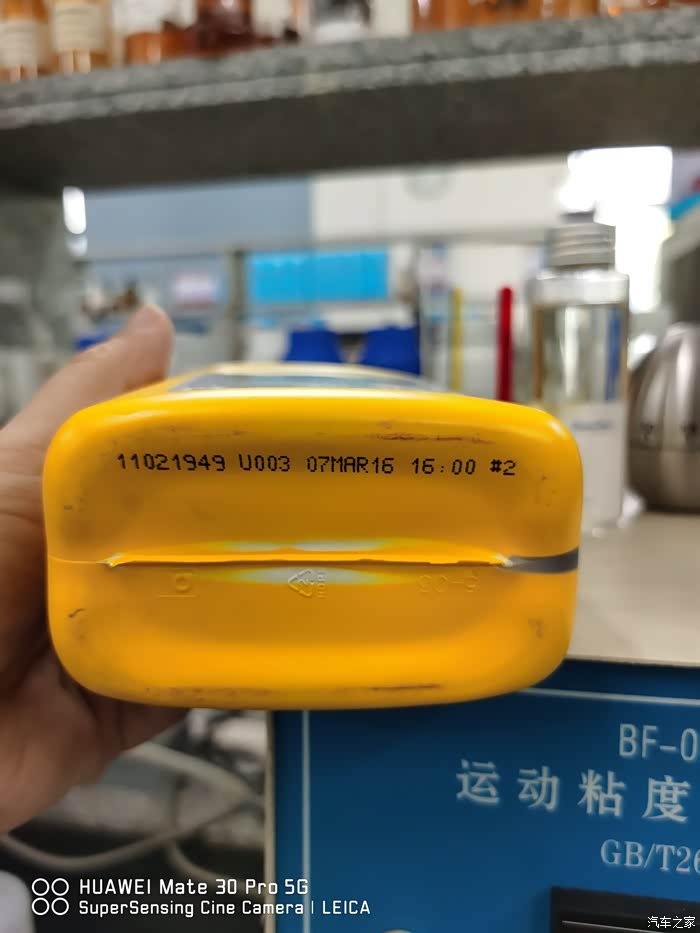 11021949 U003 07MAR16 16:00 #2
BF-0
运动粘度
GB/T26
HUAWEI Mate 30 Pro 5G
SuperSensing Cine Camera | LEICA
汽车之家